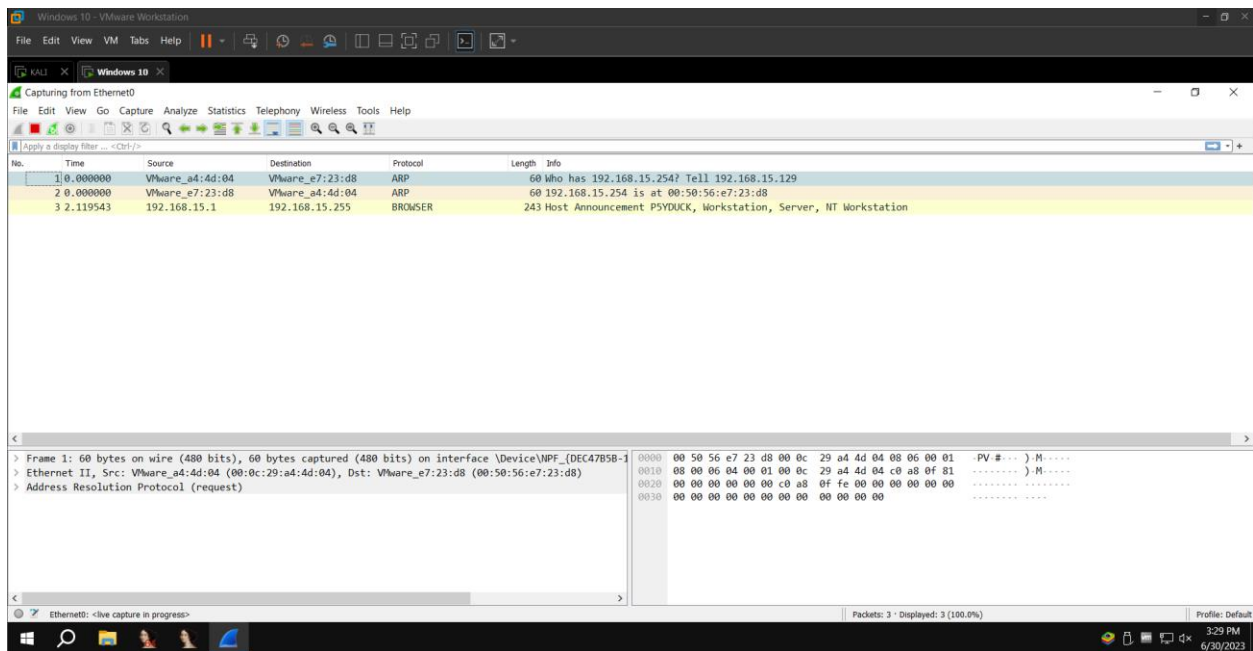 Windows 10 - VMware Workstation
File Edit View VM Tabs Help
KALI Windows 10
Capturing from Ethernet0
File Edit View Go Capture Analyze Statistics Telephony Wireless Tools Help
Apply a display filter ... <Ctrl-/>
No. Time Source Destination Protocol Length Info
1 0.000000 VMware_a4:4d:04 VMware_e7:23:d8 ARP 60 Who has 192.168.15.254? Tell 192.168.15.129
2 0.000000 VMware_e7:23:d8 VMware_a4:4d:04 ARP 60 192.168.15.254 is at 00:50:56:e7:23:d8
3 2.119543 192.168.15.1 192.168.15.255 BROWSER 243 Host Announcement P5YDUCK, Workstation, Server, NT Workstation
> Frame 1: 60 bytes on wire (480 bits), 60 bytes captured (480 bits) on interface \Device\NPF_{DEC47B5B-1
> Ethernet II, Src: VMware_a4:4d:04 (00:0c:29:a4:4d:04), Dst: VMware_e7:23:d8 (00:50:56:e7:23:d8)
> Address Resolution Protocol (request)
0000 00 50 56 e7 23 d8 00 0c 29 a4 4d 04 08 06 00 01 ·PV·#··· )·M·····
0010 08 00 06 04 00 01 00 0c 29 a4 4d 04 c0 a8 0f 81 ········ )·M·····
0020 00 00 00 00 00 00 c0 a8 0f fe 00 00 00 00 00 00 ········ ········
0030 00 00 00 00 00 00 00 00 00 00 00 00 ········ ····
Ethernet0: <live capture in progress> Packets: 3 · Displayed: 3 (100.0%) Profile: Default
3:29 PM
6/30/2023